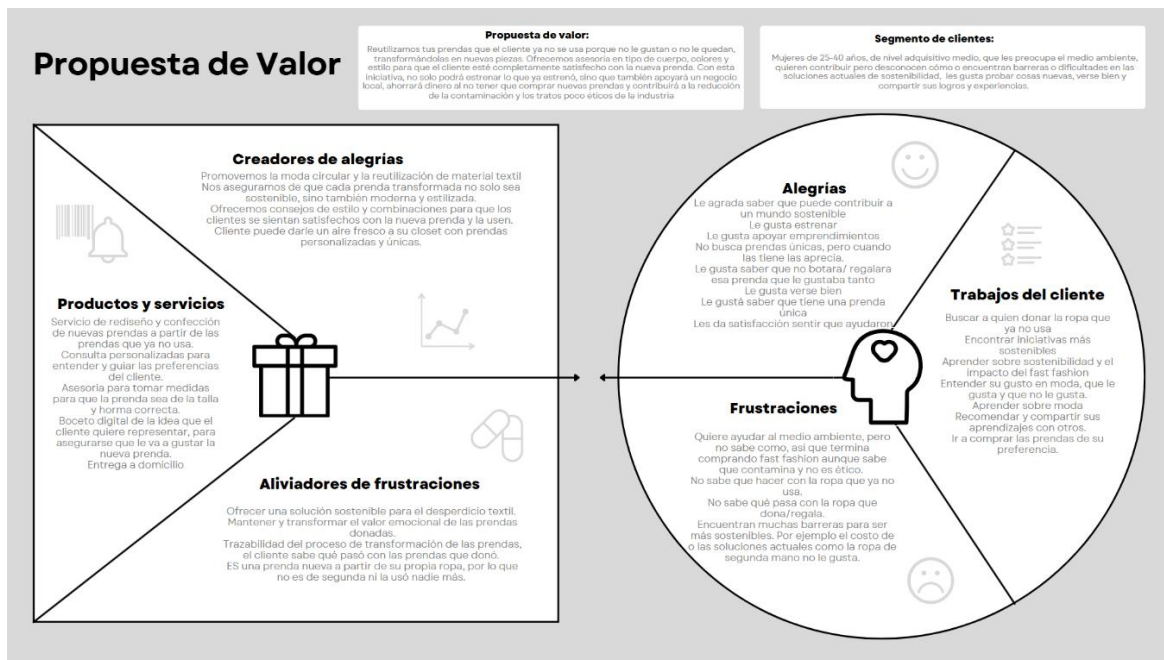 Propuesta de Valor
Propuesta de valor:
Reutilizamos tus prendas que el cliente ya no se usa porque no le gustan o no le quedan,
transformándolas en nuevas piezas. Ofrecemos asesoría en tipo de cuerpo, colores y
estilo para que el cliente esté completamente satisfecho con la nueva prenda. Con esta
iniciativa, no solo podrá estrenar lo que ya estrenó, sino que también apoyará un negocio
local, ahorrará dinero al no tener que comprar nuevas prendas y contribuirá a la reducción
de la contaminación y los tratos poco éticos de la industria
Segmento de clientes:
Mujeres de 25-40 años, de nivel adquisitivo medio, que les preocupa el medio ambiente,
quieren contribuir pero desconocen cómo o encuentran barreras o dificultades en las
soluciones actuales de sostenibilidad, les gusta probar cosas nuevas, verse bien y
compartir sus logros y experiencias.
Creadores de alegrías
Promovemos la moda circular y la reutilización de material textil
Nos aseguramos de que cada prenda transformada no solo sea
sostenible, sino también moderna y estilizada.
Ofrecemos consejos de estilo y combinaciones para que los
clientes se sientan satisfechos con la nueva prenda y la usen.
Cliente puede darle un aire fresco a su closet con prendas
personalizadas y únicas.
Productos y servicios
Servicio de rediseño y confección
de nuevas prendas a partir de las
prendas que ya no usa.
Consulta personalizadas para
entender y guiar las preferencias
del cliente.
Asesoria para tomar medidas
para que la prenda sea de la talla
y horma correcta.
Boceto digital de la idea que el
cliente quiere representar, para
asegurarse que le va a gustar la
nueva prenda.
Entrega a domicilio
Aliviadores de frustraciones
Ofrecer una solución sostenible para el desperdicio textil.
Mantener y transformar el valor emocional de las prendas
donadas.
Trazabilidad del proceso de transformación de las prendas,
el cliente sabe qué pasó con las prendas que donó.
ES una prenda nueva a partir de su propia ropa, por lo que
no es de segunda ni la usó nadie más.
Alegrías
Le agrada saber que puede contribuir a
un mundo sostenible
Le gusta estrenar
Le gusta apoyar emprendimientos
No busca prendas únicas, pero cuando
las tiene las aprecia.
Le gusta saber que no botara/ regalara
esa prenda que le gustaba tanto
Le gusta verse bien
Le gustá saber que tiene una prenda
única
Les da satisfacción sentir que ayudaron
Trabajos del cliente
Buscar a quien donar la ropa que
ya no usa
Encontrar iniciativas más
sostenibles
Aprender sobre sostenibilidad y el
impacto del fast fashion
Entender su gusto en moda, que le
gusta y que no le gusta.
Aprender sobre moda
Recomendar y compartir sus
aprendizajes con otros.
Ir a comprar las prendas de su
preferencia.
Frustraciones
Quiere ayudar al medio ambiente, pero
no sabe como, asi que termina
comprando fast fashion aunque sabe
que contamina y no es ético.
No sabe que hacer con la ropa que ya no
usa.
No sabe qué pasa con la ropa que
dona/regala.
Encuentran muchas barreras para ser
más sostenibles. Por ejemplo el costo de
o las soluciones actuales como la ropa de
segunda mano no le gusta.